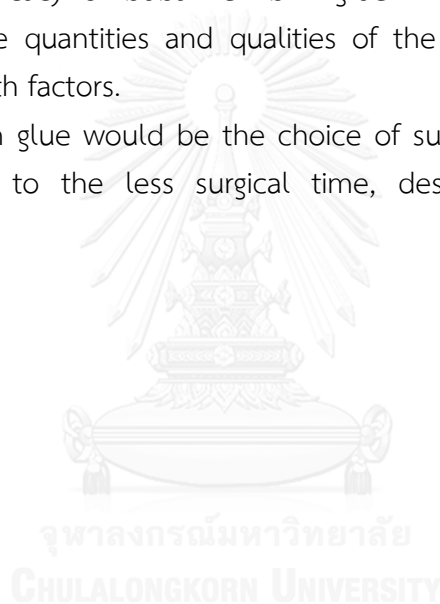 e quantities and qualities of the
th factors.
n glue would be the choice of su
to the less surgical time, des
จุฬาลงกรณ์มหาวิทยาลัย
CHULALONGKORN UNIVERSITY